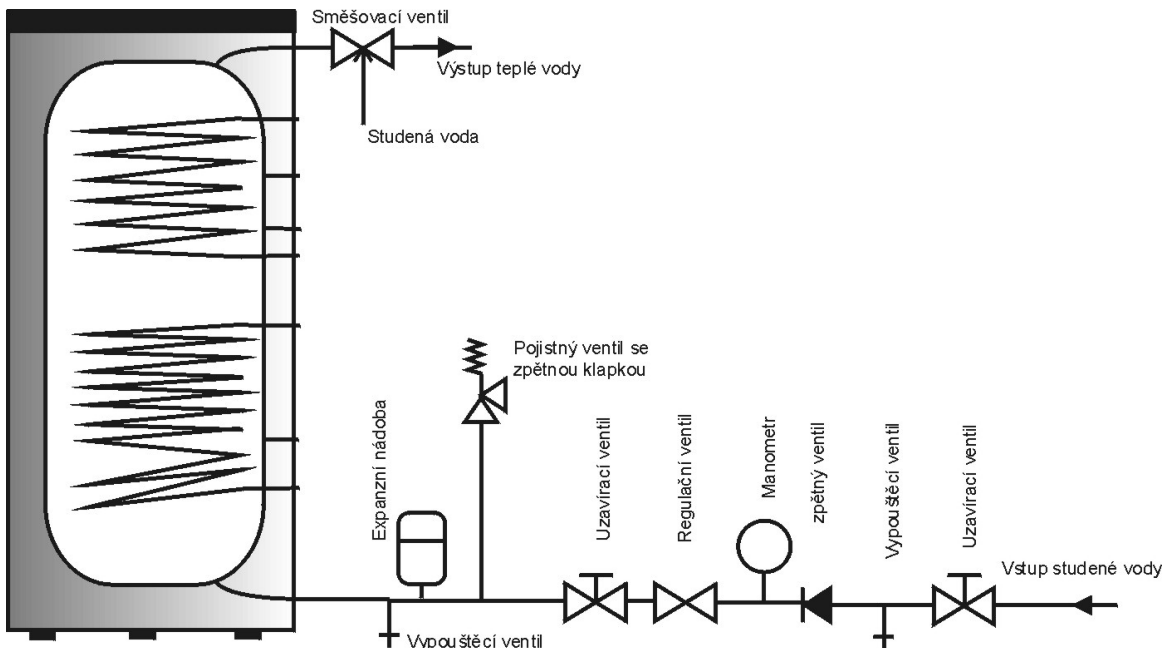 Směšovací ventil
Výstup teplé vody
Studená voda
Pojistný ventil se
zpětnou klapkou
Expanzní nádoba
Uzavírací ventil
Regulační ventil
Manometr
zpětný ventil
Vypouštěcí ventil
Uzavírací ventil
Vstup studené vody
Vypouštěcí ventil